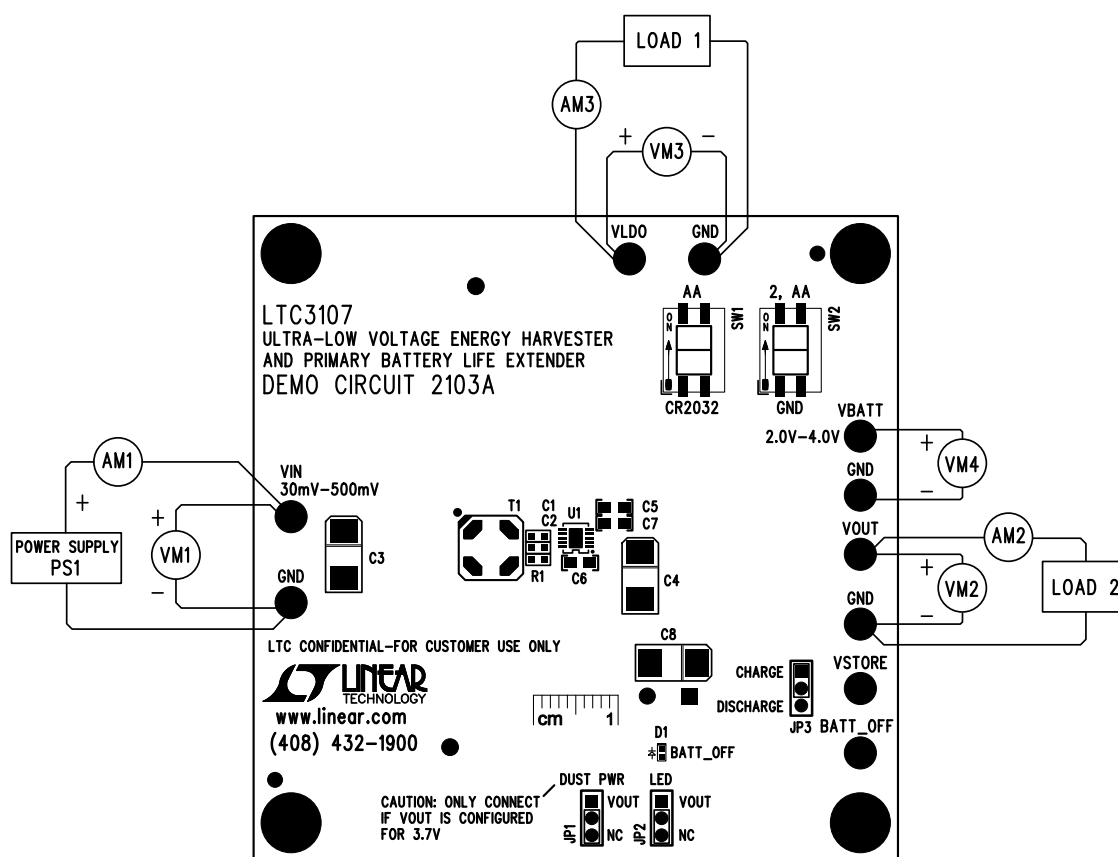 LOAD 1
AM3
+ VM3 -
VLDO GND
LTC3107
ULTRA-LOW VOLTAGE ENERGY HARVESTER
AND PRIMARY BATTERY LIFE EXTENDER
DEMO CIRCUIT 2103A
AA
ON
SW1
CR2032
2, AA
ON
SW2
GND
VBATT
2.0V-4.0V
+
VM4
-
GND
AM1
+
POWER SUPPLY
PS1
VIN
30mV-500mV
+
VM1
-
GND
C3
T1
C1
C2
U1
C5
C7
R1
C6
C4
VOUT
AM2
+
VM2
-
LOAD 2
GND
LTC CONFIDENTIAL-FOR CUSTOMER USE ONLY
LINEAR
TECHNOLOGY
www.linear.com
(408) 432-1900
C8
cm 1
CHARGE
DISCHARGE
JP3
VSTORE
BATT_OFF
D1
BATT_OFF
DUST PWR
VOUT
NC
JP1
LED
VOUT
NC
JP2
CAUTION: ONLY CONNECT
IF VOUT IS CONFIGURED
FOR 3.7V